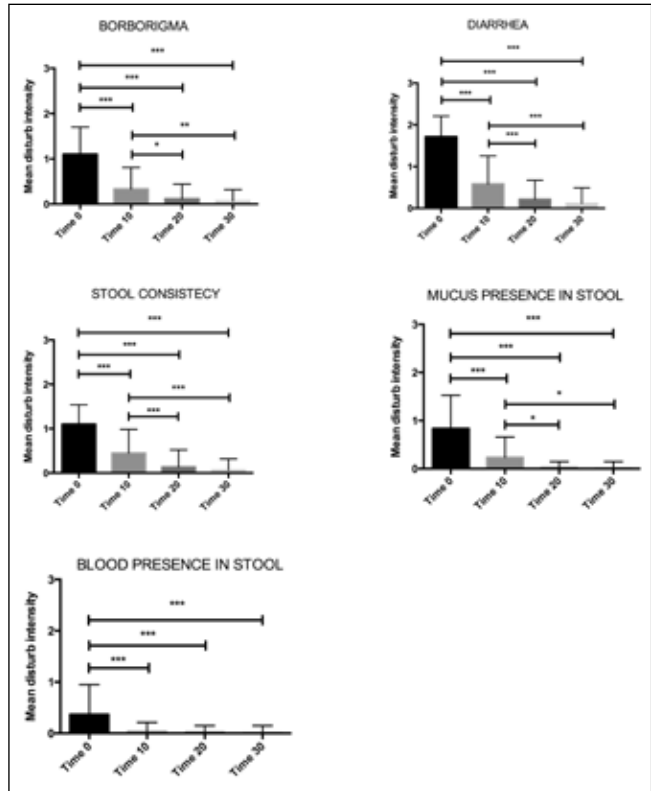 BORBORIGMA
***
***
***
**
*
Mean disturb intensity
3
2
1
0
Time 0
Time 10
Time 20
Time 30
DIARRHEA
***
***
***
***
***
Mean disturb intensity
3
2
1
0
Time 0
Time 10
Time 20
Time 30
STOOL CONSISTECY
***
***
***
***
***
Mean disturb intensity
3
2
1
0
Time 0
Time 10
Time 20
Time 30
MUCUS PRESENCE IN STOOL
***
***
***
*
*
Mean disturb intensity
3
2
1
0
Time 0
Time 10
Time 20
Time 30
BLOOD PRESENCE IN STOOL
***
***
***
Mean disturb intensity
3
2
1
0
Time 0
Time 10
Time 20
Time 30